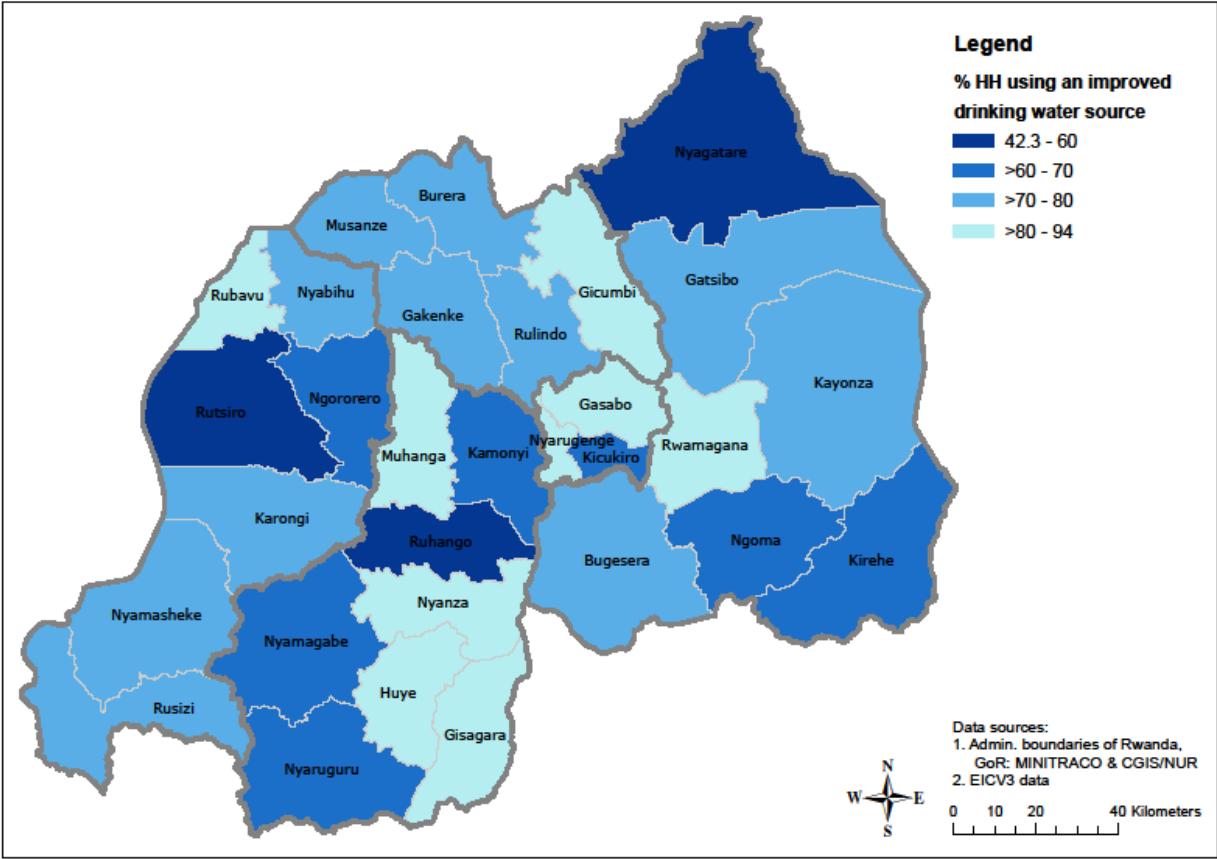 Legend
% HH using an improved
drinking water source
42.3 - 60
>60 - 70
>70 - 80
>80 - 94
Nyagatare
Burera
Musanze
Rubavu
Nyabihu
Gakenke
Rulindo
Gicumbi
Gatsibo
Kayonza
Rutsiro
Ngororero
Muhanga
Kamonyi
Gasabo
Nyarugenge
Kicukiro
Rwamagana
Karongi
Ruhango
Bugesera
Ngoma
Kirehe
Nyamasheke
Nyamagabe
Nyanza
Rusizi
Huye
Gisagara
Nyaruguru
Data sources:
1. Admin. boundaries of Rwanda,
GoR: MINITRACO & CGIS/NUR
2. EICV3 data
N
W E
S
0 10 20 40 Kilometers